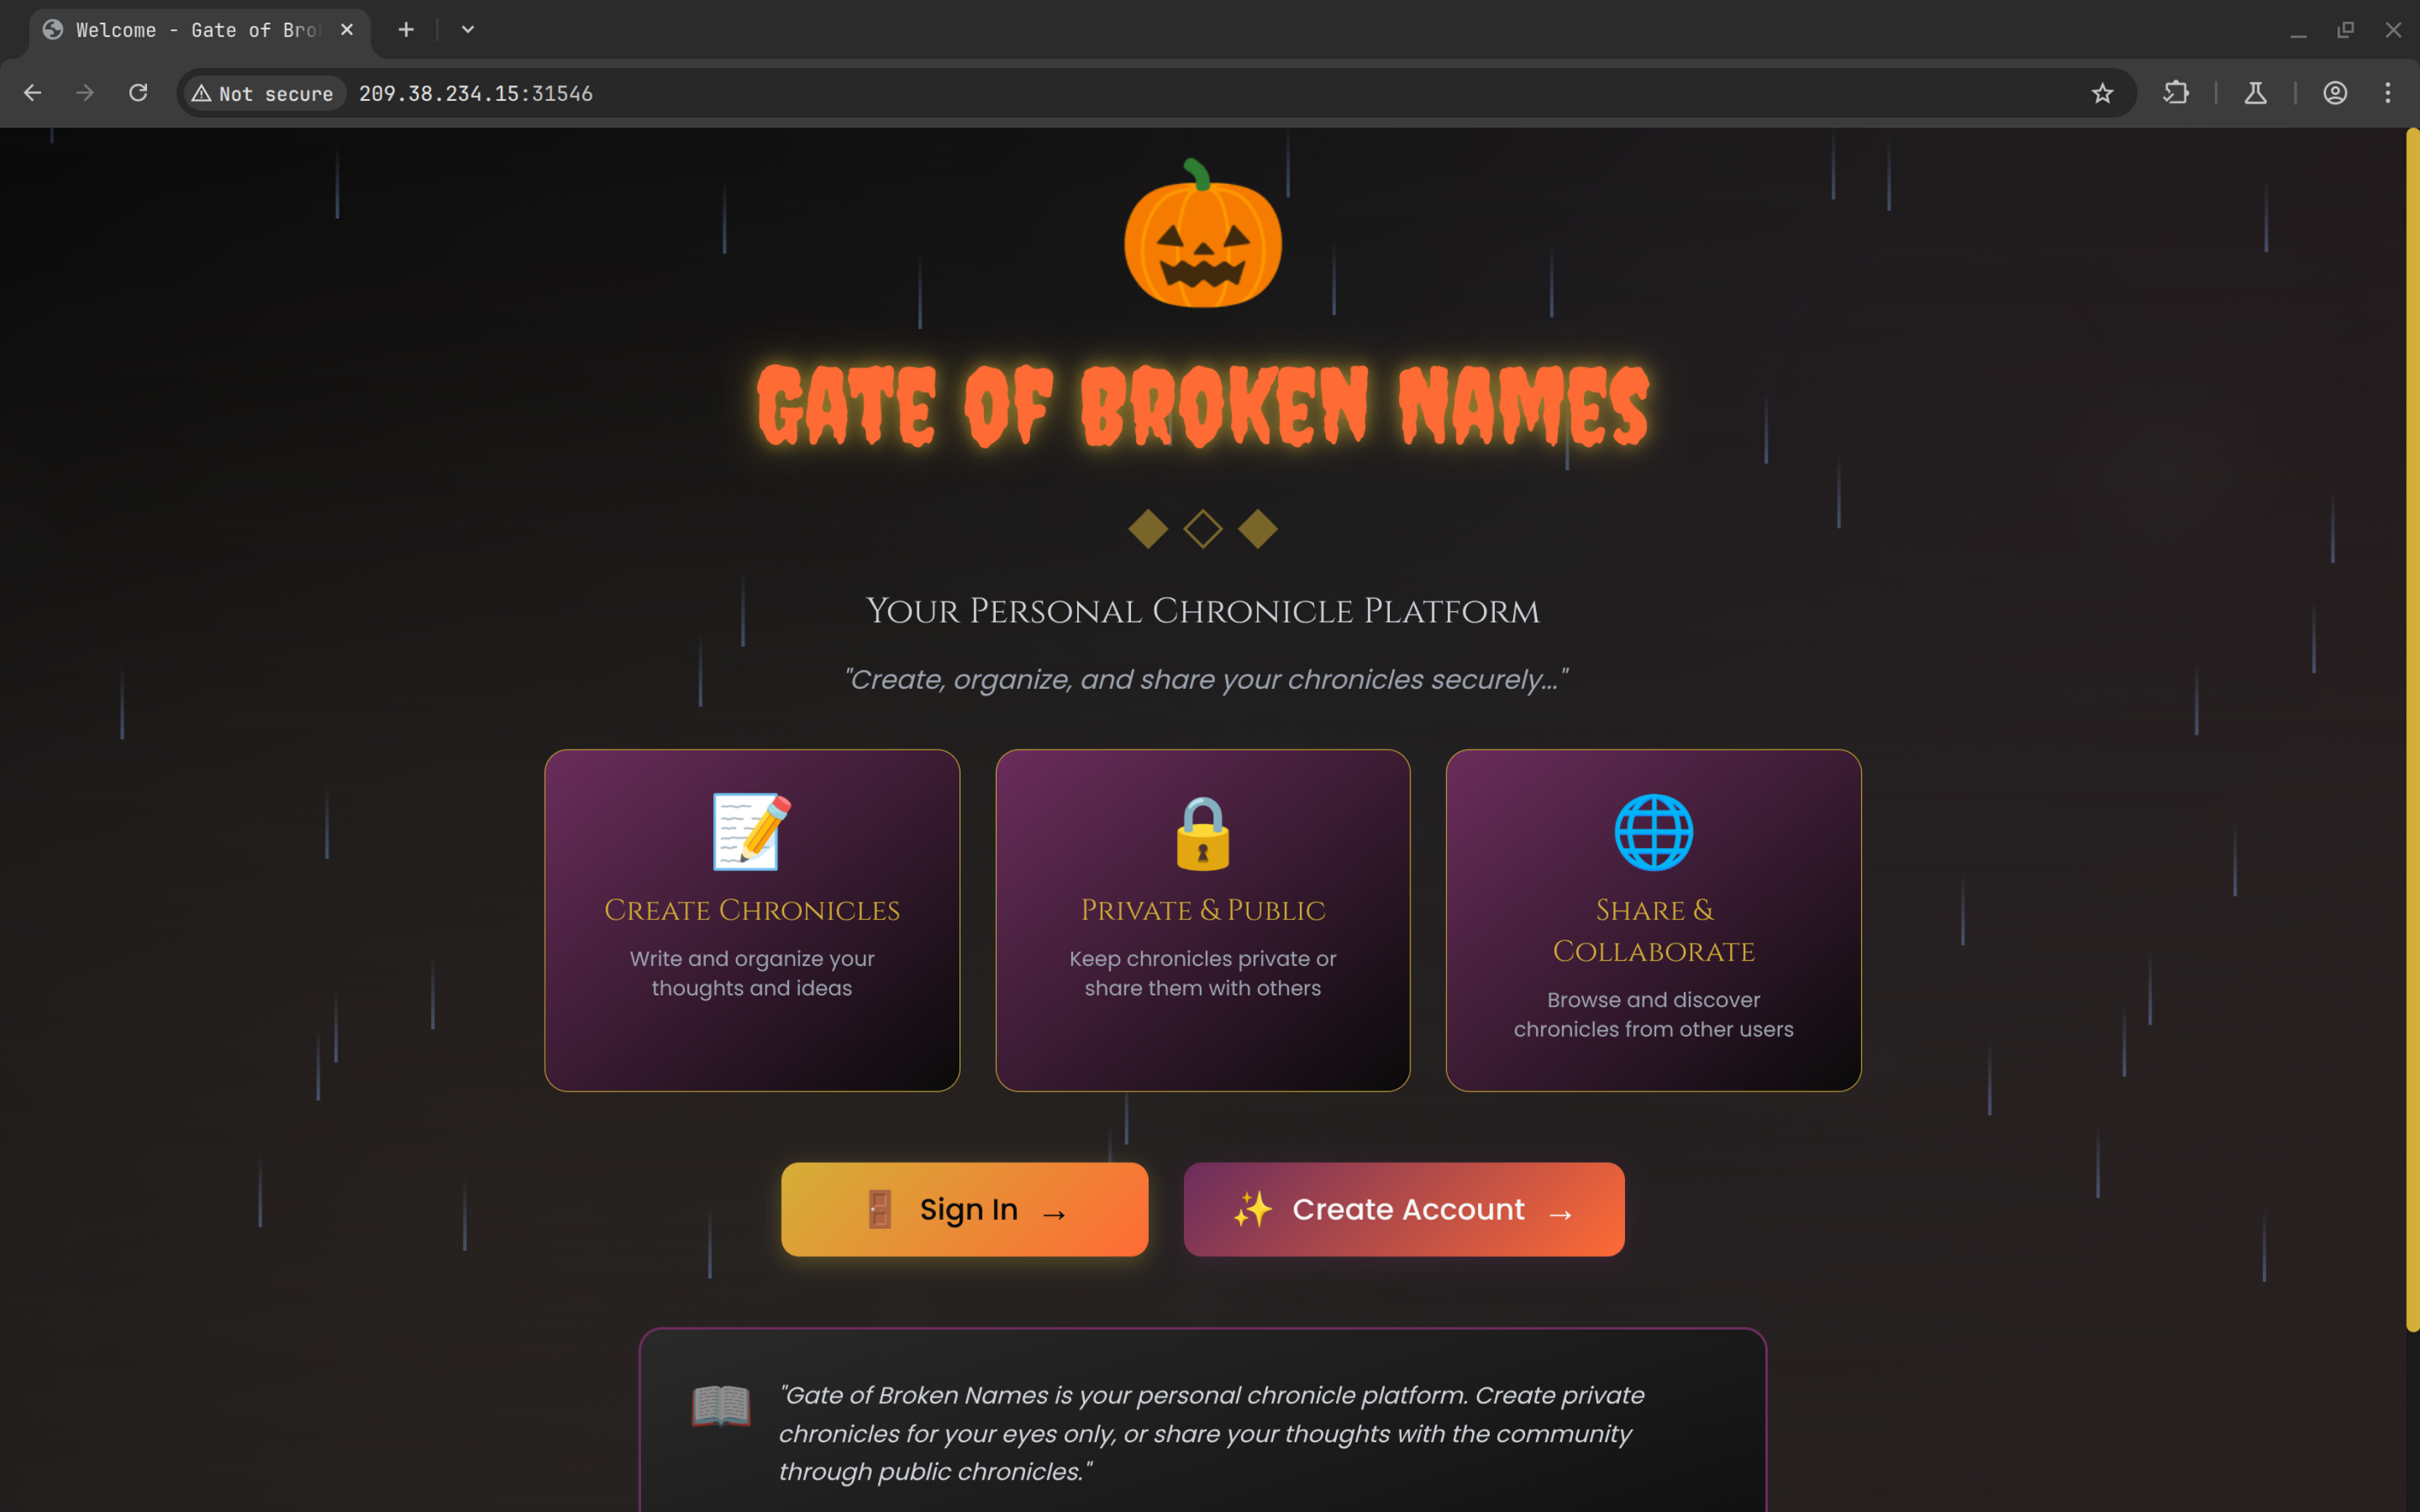 Welcome - Gate of Bro
Not secure
209.38.234.15:31546
GATE OF BROKEN NAMES
Your Personal Chronicle Platform
"Create, organize, and share your chronicles securely..."
Create Chronicles
Write and organize your
thoughts and ideas
Private & Public
Keep chronicles private or
share them with others
Share &
Collaborate
Browse and discover
chronicles from other users
Sign In →
Create Account →
"Gate of Broken Names is your personal chronicle platform. Create private
chronicles for your eyes only, or share your thoughts with the community
through public chronicles."